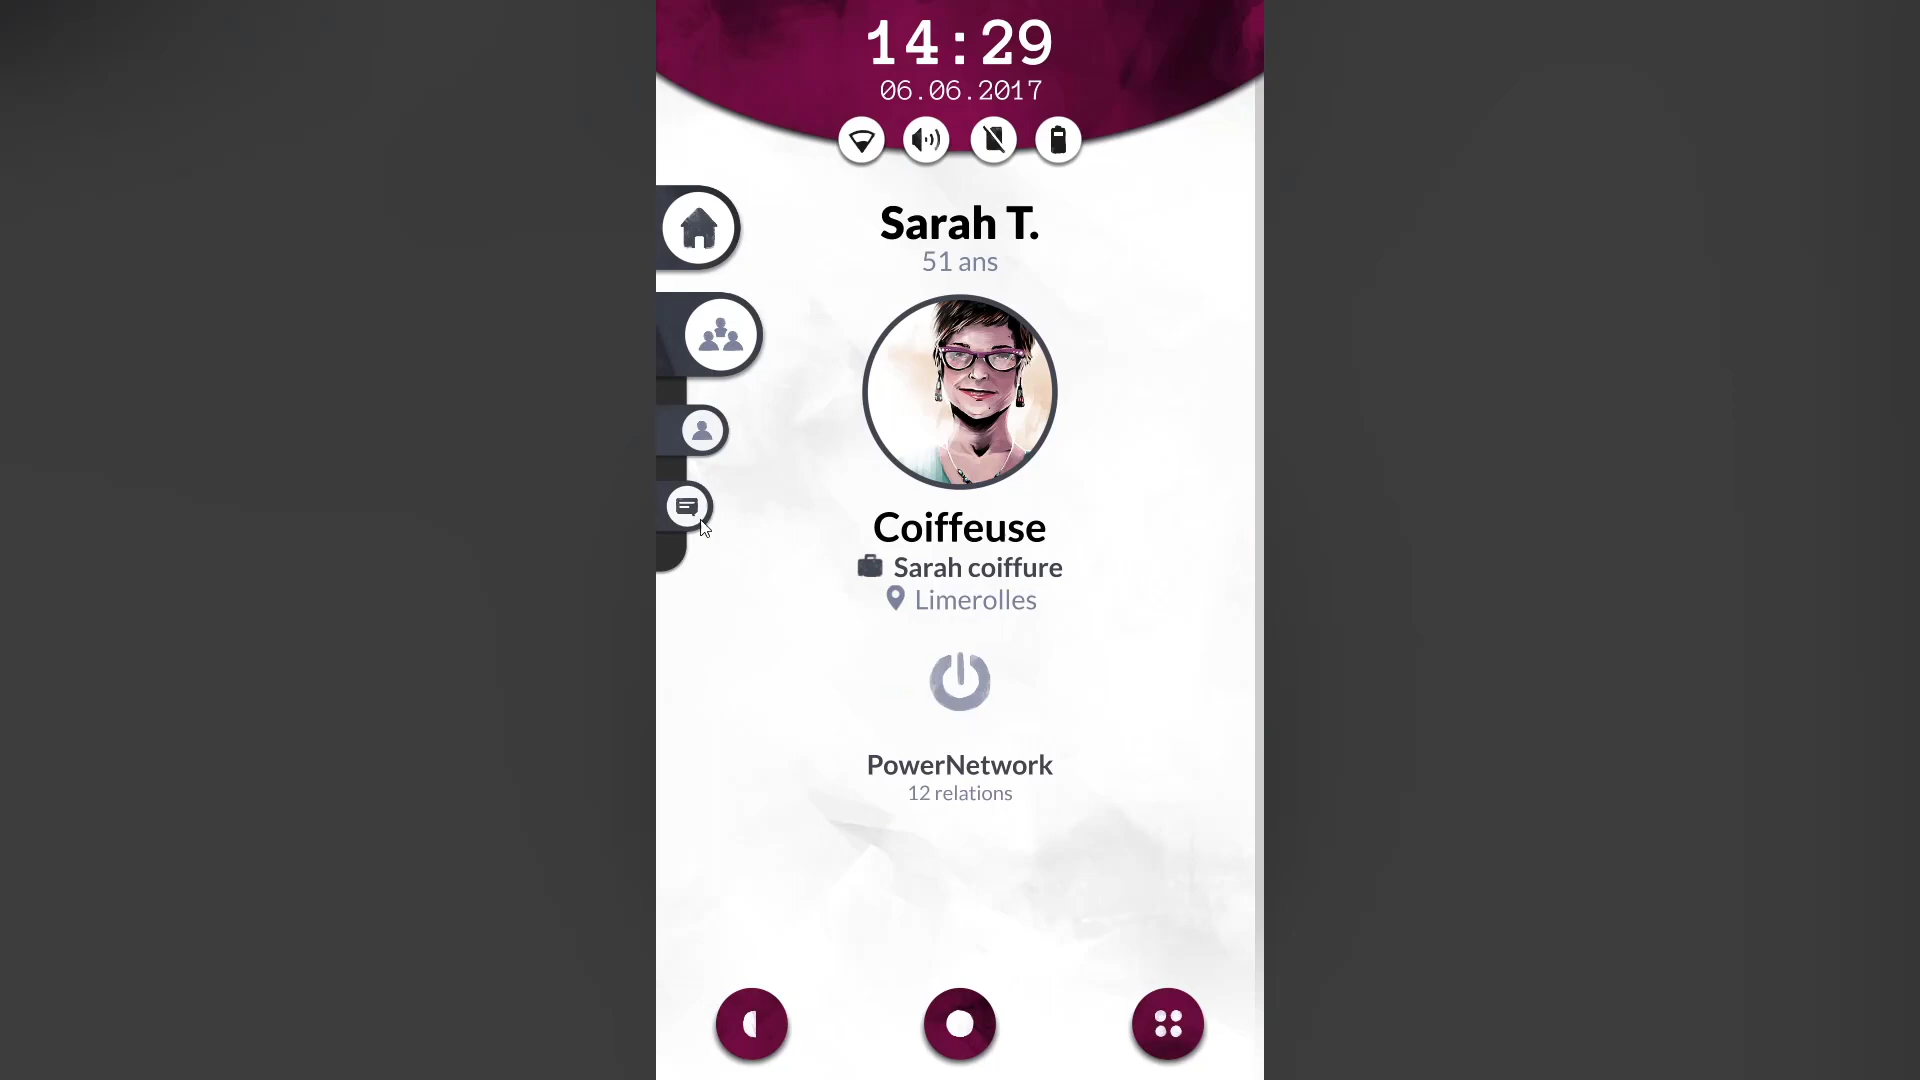 14:29
06.06.2017
Sarah T.
51 ans
Coiffeuse
Sarah coiffure
Limerolles
PowerNetwork
12 relations